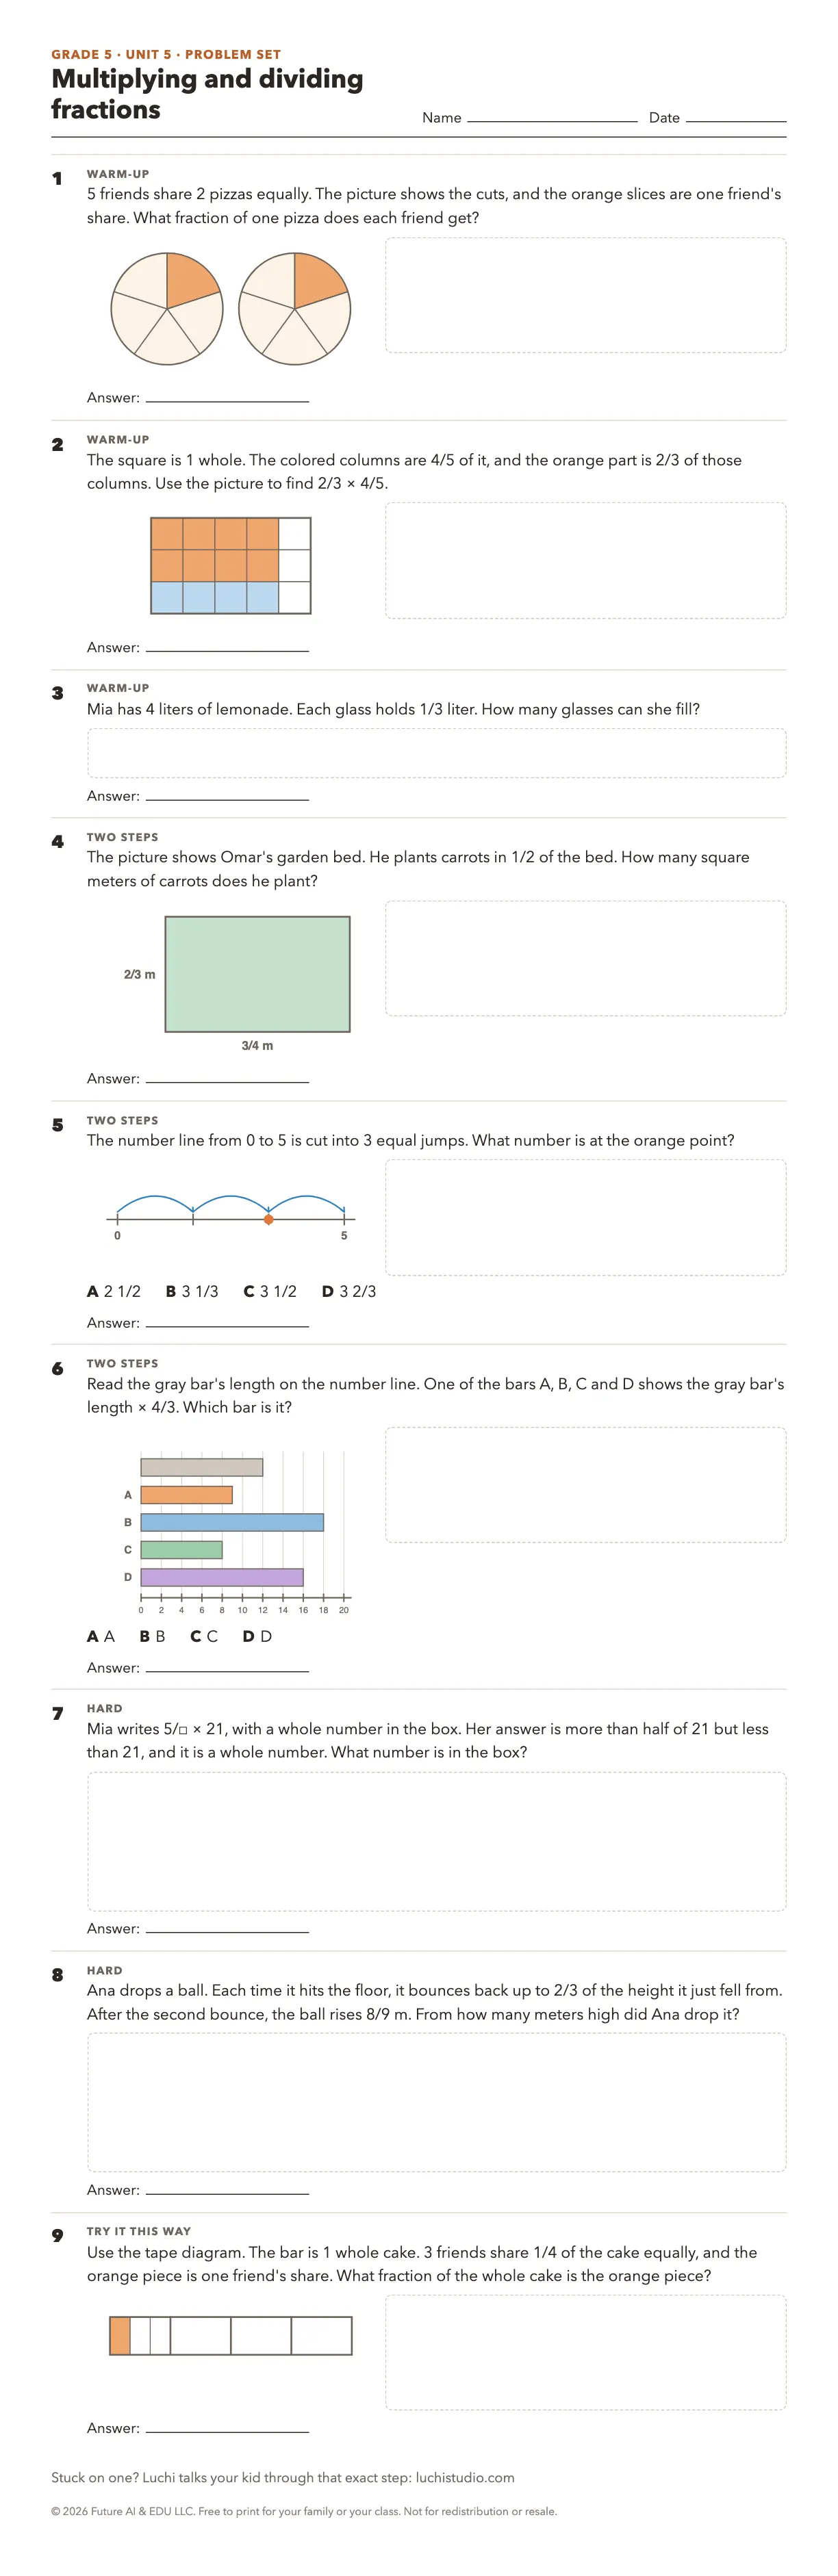 GRADE 5 · UNIT 5 · PROBLEM SET
Multiplying and dividing
fractions
Name
Date
1
WARM-UP
5 friends share 2 pizzas equally. The picture shows the cuts, and the orange slices are one friend's
share. What fraction of one pizza does each friend get?
Answer:
2
WARM-UP
The square is 1 whole. The colored columns are 4/5 of it, and the orange part is 2/3 of those
columns. Use the picture to find 2/3 × 4/5.
Answer:
3
WARM-UP
Mia has 4 liters of lemonade. Each glass holds 1/3 liter. How many glasses can she fill?
Answer:
4
TWO STEPS
The picture shows Omar's garden bed. He plants carrots in 1/2 of the bed. How many square
meters of carrots does he plant?
2/3 m
3/4 m
Answer:
5
TWO STEPS
The number line from 0 to 5 is cut into 3 equal jumps. What number is at the orange point?
0 5
A 2 1/2 B 3 1/3 C 3 1/2 D 3 2/3
Answer:
6
TWO STEPS
Read the gray bar's length on the number line. One of the bars A, B, C and D shows the gray bar's
length × 4/3. Which bar is it?
A
B
C
D
0 2 4 6 8 10 12 14 16 18 20
A A B B C C D D
Answer:
7
HARD
Mia writes 5/□ × 21, with a whole number in the box. Her answer is more than half of 21 but less
than 21, and it is a whole number. What number is in the box?
Answer:
8
HARD
Ana drops a ball. Each time it hits the floor, it bounces back up to 2/3 of the height it just fell from.
After the second bounce, the ball rises 8/9 m. From how many meters high did Ana drop it?
Answer:
9
TRY IT THIS WAY
Use the tape diagram. The bar is 1 whole cake. 3 friends share 1/4 of the cake equally, and the
orange piece is one friend's share. What fraction of the whole cake is the orange piece?
Answer:
Stuck on one? Luchi talks your kid through that exact step: luchistudio.com
© 2026 Future AI & EDU LLC. Free to print for your family or your class. Not for redistribution or resale.